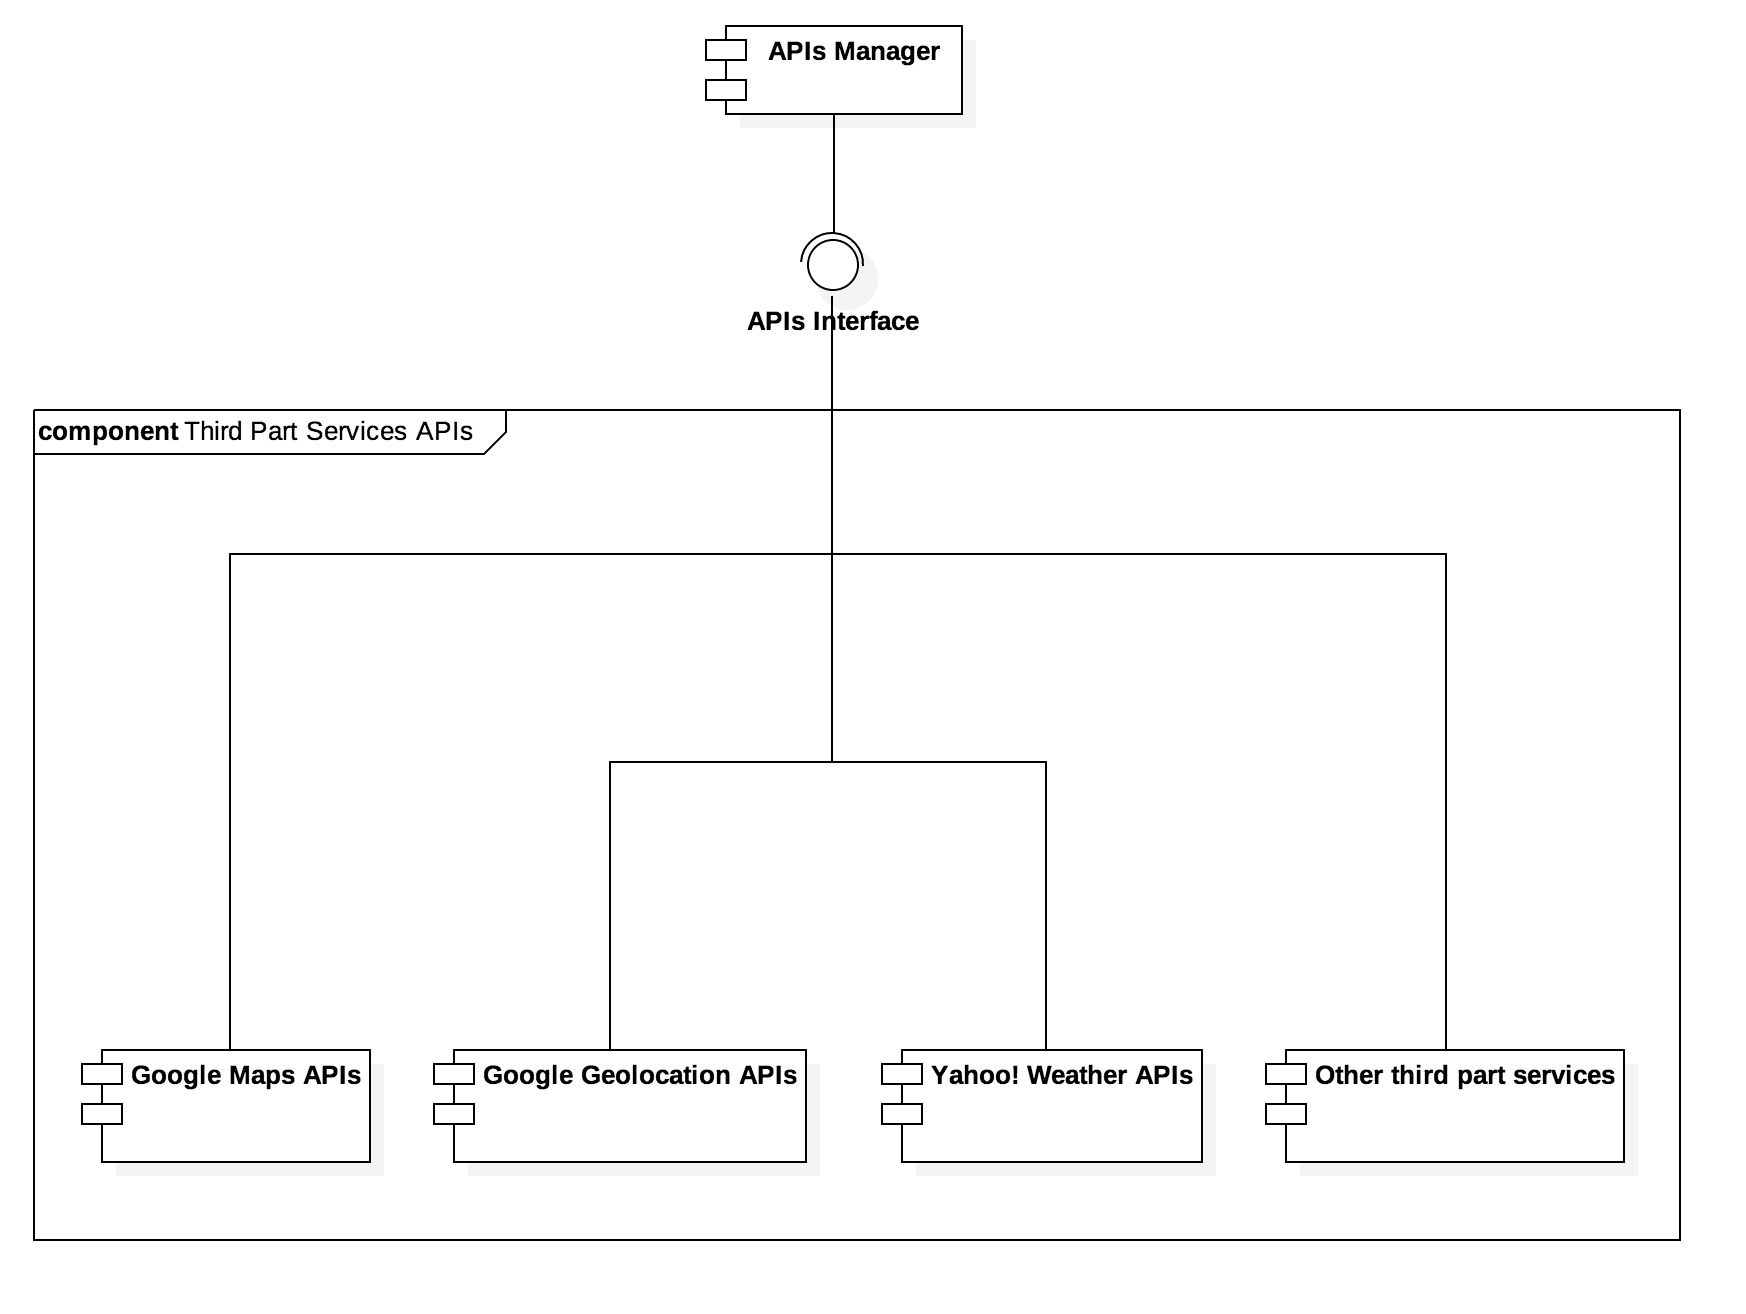 APIs Manager
APIs Interface
component Third Part Services APIs
Google Maps APIs
Google Geolocation APIs
Yahoo! Weather APIs
Other third part services